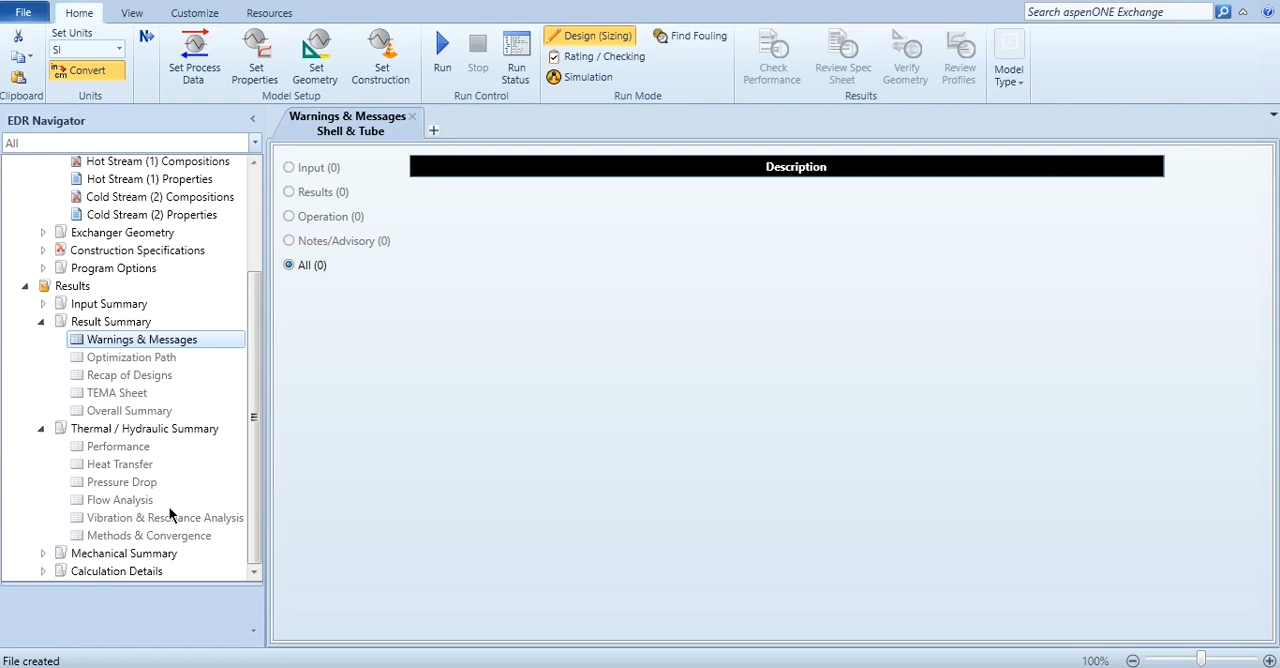 File
Home
View
Customize
Resources
Search aspenONE Exchange
Set Units
SI
Convert
Clipboard
Units
Set Process
Data
Set
Properties
Set
Geometry
Set
Construction
Model Setup
Run
Stop
Run
Status
Run Control
Design (Sizing)
Rating / Checking
Simulation
Find Fouling
Run Mode
Check
Performance
Review Spec
Sheet
Verify
Geometry
Review
Profiles
Results
Model
Type
EDR Navigator
All
Hot Stream (1) Compositions
Hot Stream (1) Properties
Cold Stream (2) Compositions
Cold Stream (2) Properties
Exchanger Geometry
Construction Specifications
Program Options
Results
Input Summary
Result Summary
Warnings & Messages
Optimization Path
Recap of Designs
TEMA Sheet
Overall Summary
Thermal / Hydraulic Summary
Performance
Heat Transfer
Pressure Drop
Flow Analysis
Vibration & Resonance Analysis
Methods & Convergence
Mechanical Summary
Calculation Details
Warnings & Messages
Shell & Tube
Input (0)
Results (0)
Operation (0)
Notes/Advisory (0)
All (0)
Description
File created
100%